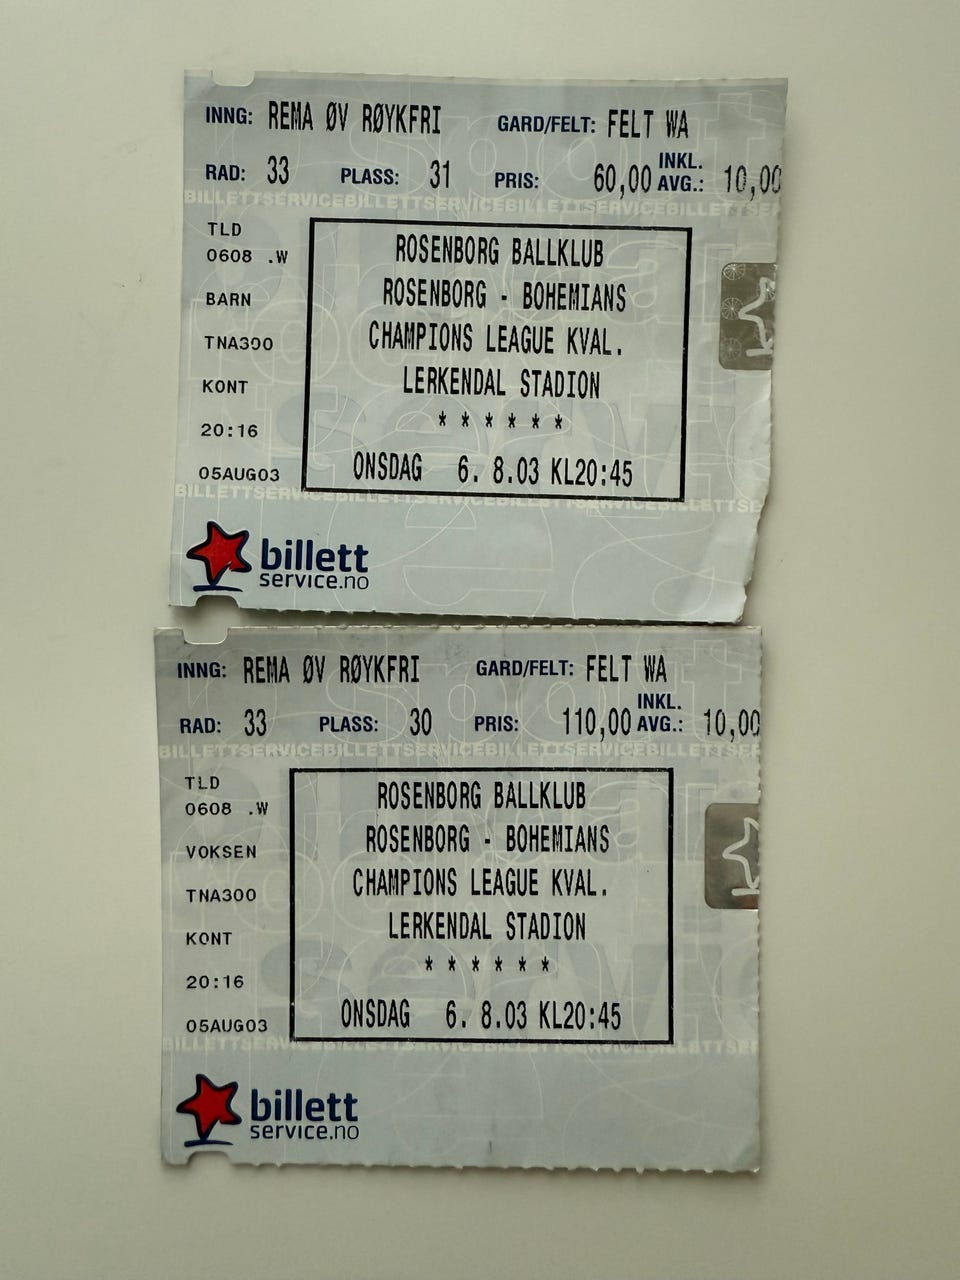 INNG: REMA ØV RØYKFRI GARD/FELT: FELT WA
RAD: 33 PLASS: 31 PRIS: 60,00 INKL. AVG.: 10,00
BILLETTSERVICEBILLETTSERVICEBILLETTSERVICEBILLETTSER
TLD
0608 .W
BARN
TNA300
KONT
20:16
05AUG03
ROSENBORG BALLKLUB
ROSENBORG - BOHEMIANS
CHAMPIONS LEAGUE KVAL.
LERKENDAL STADION
* * * * * *
ONSDAG 6. 8.03 KL20:45
BILLETTSERVICEBILLETTSERVICEBILLETTSERVICEBILLETTSE
billett
service.no
INNG: REMA ØV RØYKFRI GARD/FELT: FELT WA
RAD: 33 PLASS: 30 PRIS: 110,00 INKL. AVG.: 10,00
BILLETTSERVICEBILLETTSERVICEBILLETTSERVICEBILLETTSER
TLD
0608 .W
VOKSEN
TNA300
KONT
20:16
05AUG03
ROSENBORG BALLKLUB
ROSENBORG - BOHEMIANS
CHAMPIONS LEAGUE KVAL.
LERKENDAL STADION
* * * * * *
ONSDAG 6. 8.03 KL20:45
BILLETTSERVICEBILLETTSERVICEBILLETTSERVICEBILLETTSER
billett
service.no